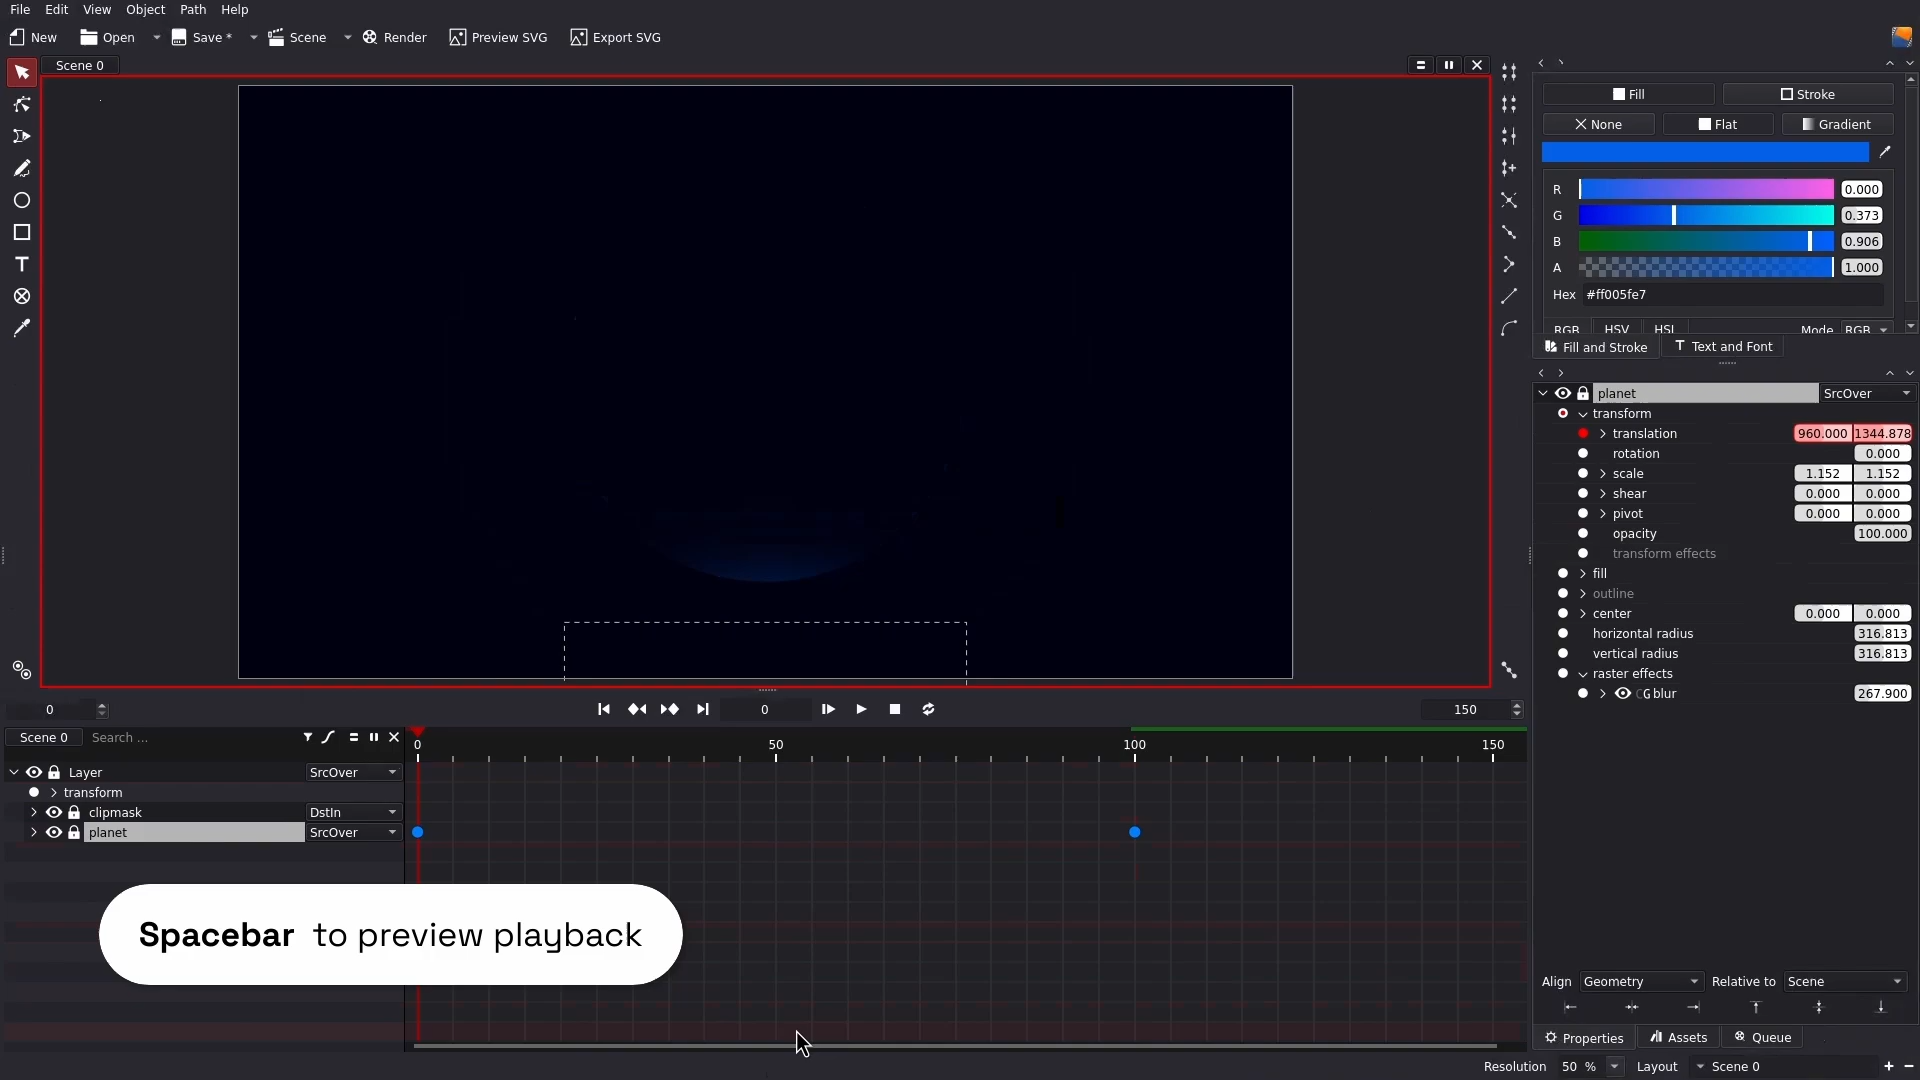 File Edit View Object Path Help
New Open Save * Scene Render Preview SVG Export SVG
Scene 0
Fill Stroke
None Flat Gradient
R 0.000
G 0.373
B 0.906
A 1.000
Hex #ff005fe7
RGB HSV HSL Mode RGB
Fill and Stroke Text and Font
planet SrcOver
transform
translation 960.000 1344.878
rotation 0.000
scale 1.152 1.152
shear 0.000 0.000
pivot 0.000 0.000
opacity 100.000
transform effects
fill
outline
center 0.000 0.000
horizontal radius 316.813
vertical radius 316.813
raster effects
CG blur 267.900
0 0 150
Scene 0 Search ... 0 50 100 150
Layer SrcOver
transform
clipmask DstIn
planet SrcOver
Spacebar to preview playback
Align Geometry Relative to Scene
Properties Assets Queue
Resolution 50 % Layout Scene 0